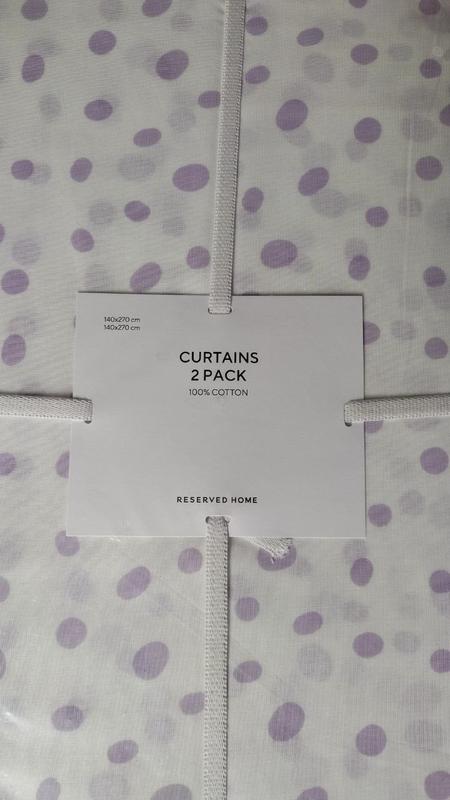 140x270 cm
140x270 cm
CURTAINS
2 PACK
100% COTTON
RESERVED HOME